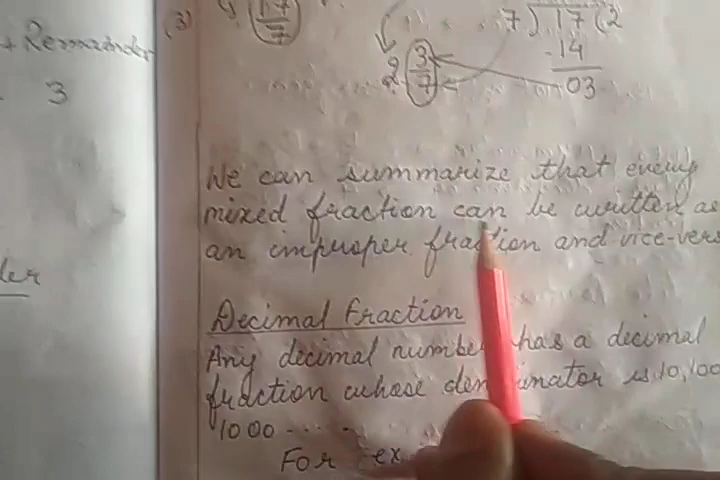 + Remainder
3
(3)
17/7
7) 17 (2
-14
03
2 3/7
We can summarize that every
mixed fraction can be written as
an improper fraction and vice-vers
Decimal Fraction
Any decimal number has a decimal
fraction whose denominator is 10, 100
1000 - - - -
For ex